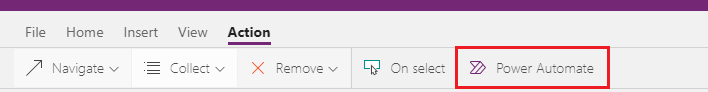 File Home Insert View Action
Navigate Collect Remove On select Power Automate